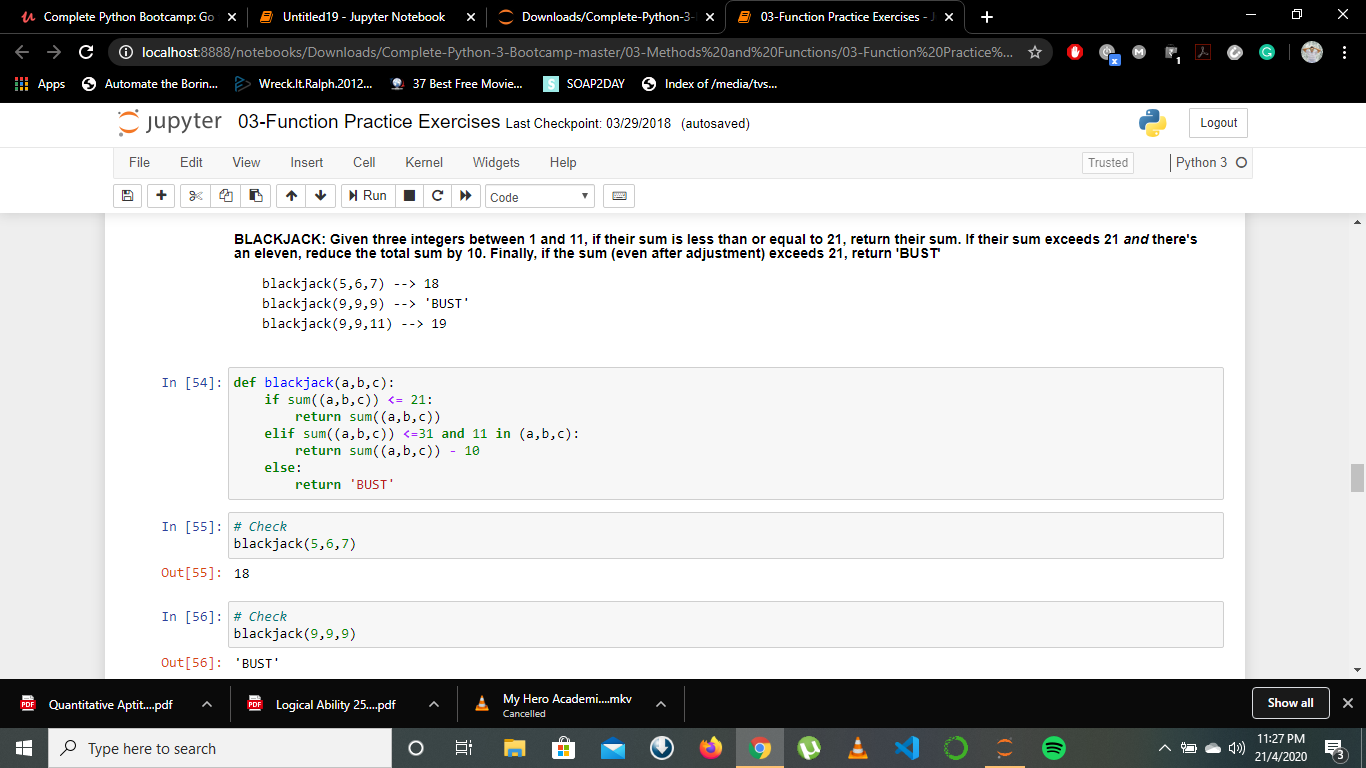 Complete Python Bootcamp: Go
Untitled19 - Jupyter Notebook
Downloads/Complete-Python-3-
03-Function Practice Exercises - J
localhost:8888/notebooks/Downloads/Complete-Python-3-Bootcamp-master/03-Methods%20and%20Functions/03-Function%20Practice%...
Apps
Automate the Borin...
Wreck.It.Ralph.2012...
37 Best Free Movie...
S SOAP2DAY
Index of /media/tvs...
jupyter 03-Function Practice Exercises Last Checkpoint: 03/29/2018 (autosaved)
Logout
File Edit View Insert Cell Kernel Widgets Help
Trusted
Python 3
Run
Code
BLACKJACK: Given three integers between 1 and 11, if their sum is less than or equal to 21, return their sum. If their sum exceeds 21 and there's
an eleven, reduce the total sum by 10. Finally, if the sum (even after adjustment) exceeds 21, return 'BUST'
blackjack(5,6,7) --> 18
blackjack(9,9,9) --> 'BUST'
blackjack(9,9,11) --> 19
In [54]: def blackjack(a,b,c):
if sum((a,b,c)) <= 21:
return sum((a,b,c))
elif sum((a,b,c)) <=31 and 11 in (a,b,c):
return sum((a,b,c)) - 10
else:
return 'BUST'
In [55]: # Check
blackjack(5,6,7)
Out[55]: 18
In [56]: # Check
blackjack(9,9,9)
Out[56]: 'BUST'
PDF Quantitative Aptit....pdf
PDF Logical Ability 25....pdf
My Hero Academi....mkv
Cancelled
Show all
Type here to search
11:27 PM
21/4/2020
3